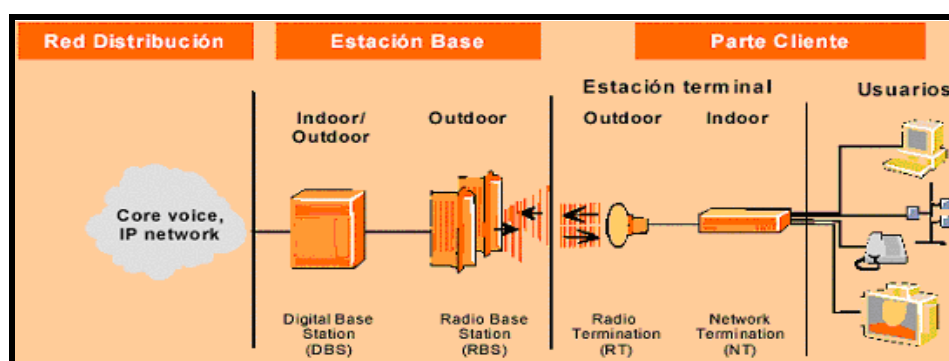 Red Distribución
Estación Base
Parte Cliente
Estación terminal
Usuarios
Indoor/
Outdoor
Outdoor
Outdoor
Indoor
Core voice,
IP network
Digital Base
Station
(DBS)
Radio Base
Station
(RBS)
Radio
Termination
(RT)
Network
Termination
(NT)